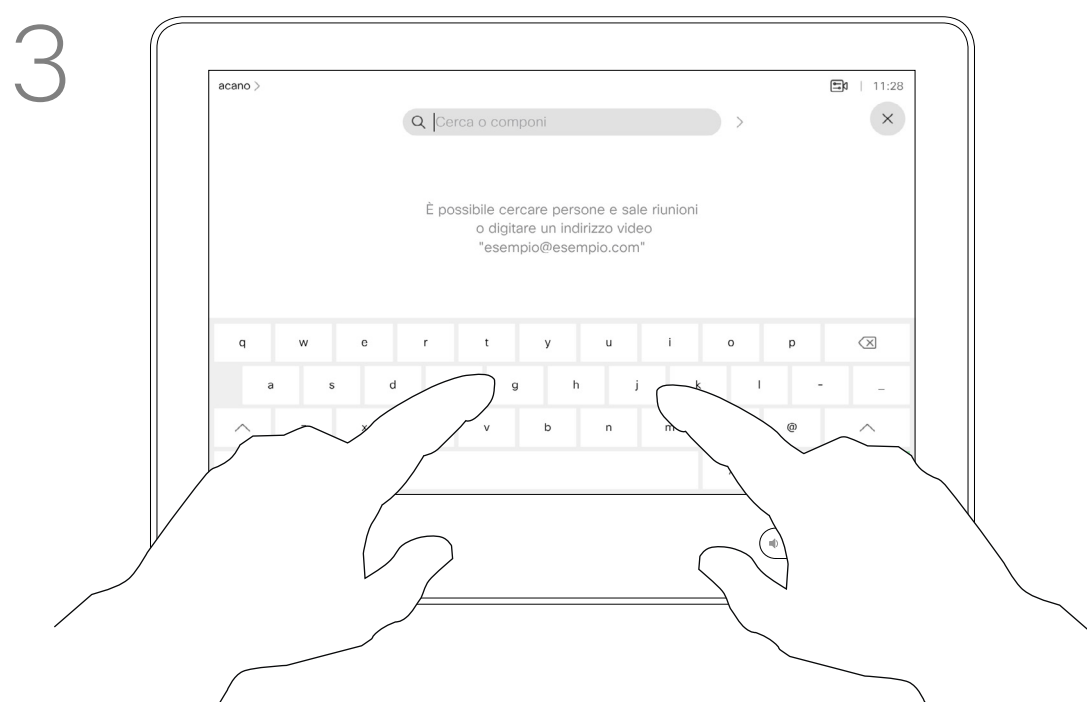 3
acano >
11:28
Cerca o componi
È possibile cercare persone e sale riunioni
o digitare un indirizzo video
"esempio@esempio.com"
q w e r t y u i o p
a s d g h j k l - _
x v b n m @